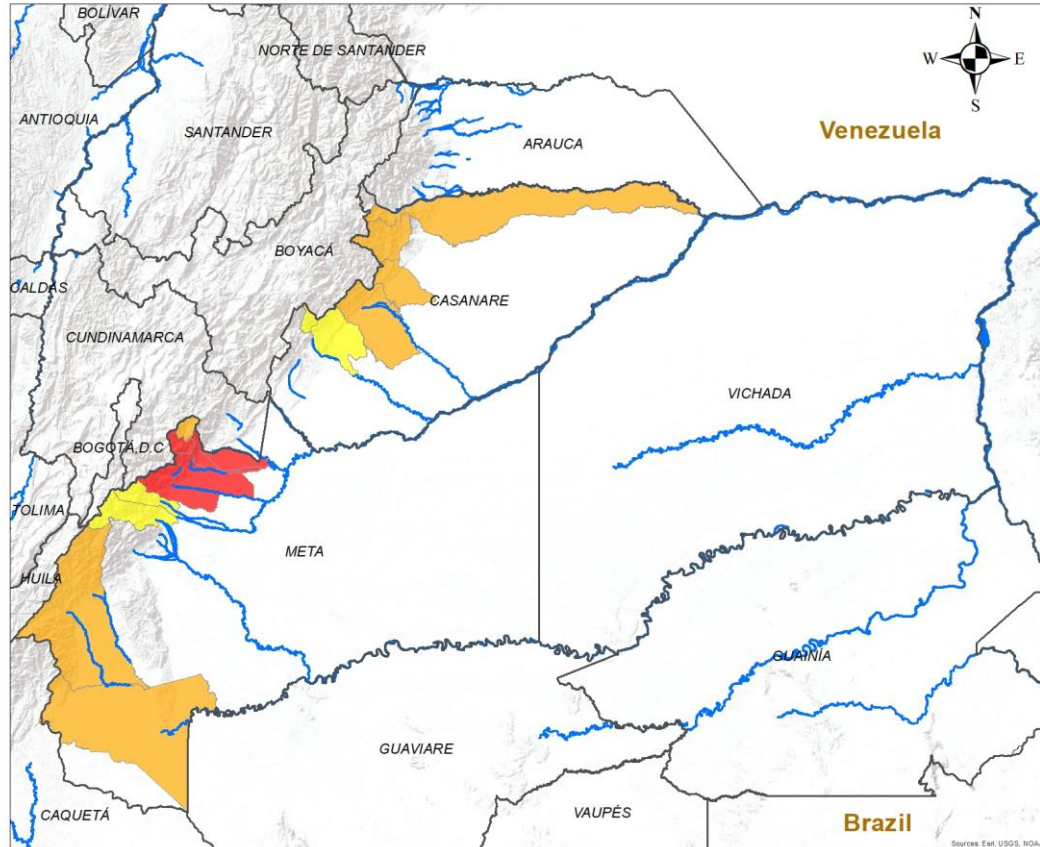 BOLÍVAR
NORTE DE SANTANDER
N
W
E
S
ANTIOQUIA
SANTANDER
ARAUCA
Venezuela
BOYACÁ
CALDAS
CASANARE
CUNDINAMARCA
VICHADA
BOGOTÁ,D.C
TOLIMA
META
HUILA
GUAINÍA
GUAVIARE
CAQUETÁ
VAUPÉS
Brazil
Sources: Esri, USGS, NOAA